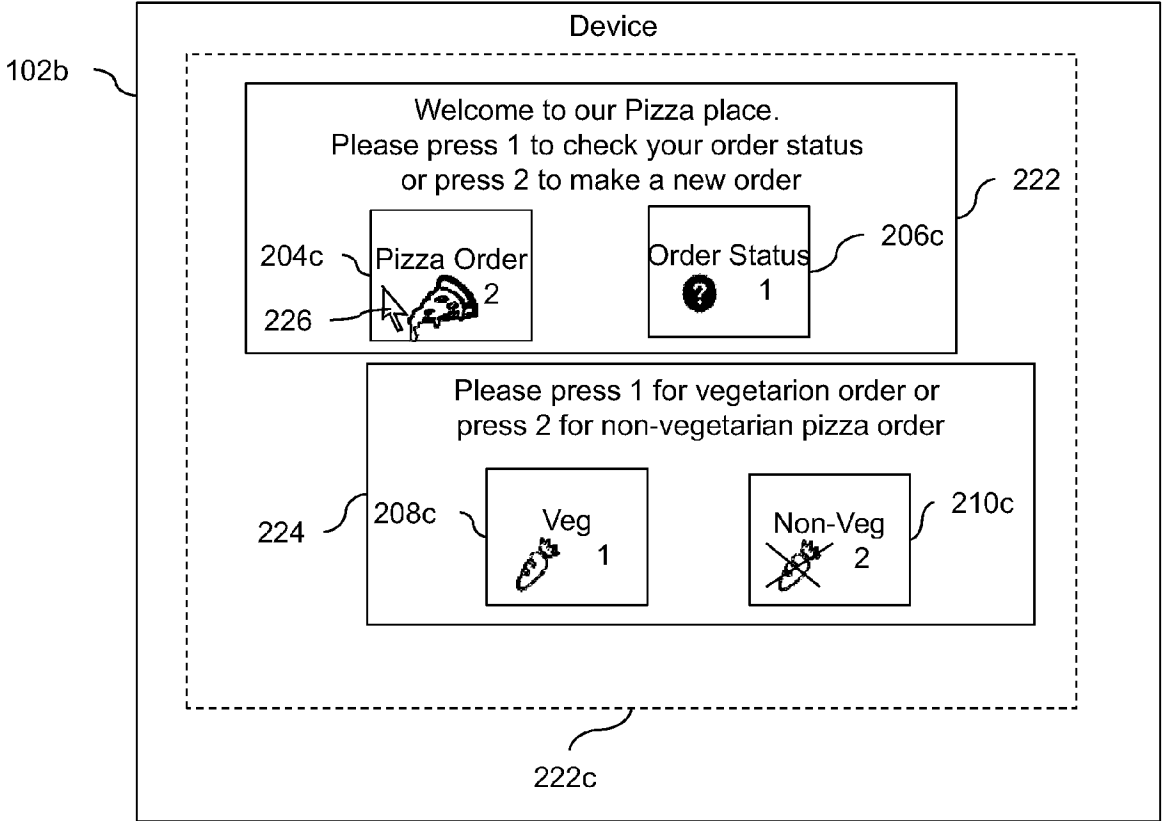 Device
102b
Welcome to our Pizza place.
Please press 1 to check your order status
or press 2 to make a new order
222
204c
Pizza Order
2
226
Order Status
1
206c
Please press 1 for vegetarion order or
press 2 for non-vegetarian pizza order
224
208c
Veg
1
Non-Veg
2
210c
222c